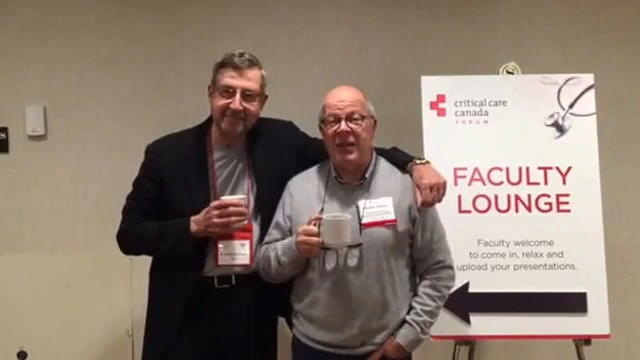 critical care
canada
FORUM
FACULTY
LOUNGE
Faculty welcome
to come in, relax and
upload your presentations.